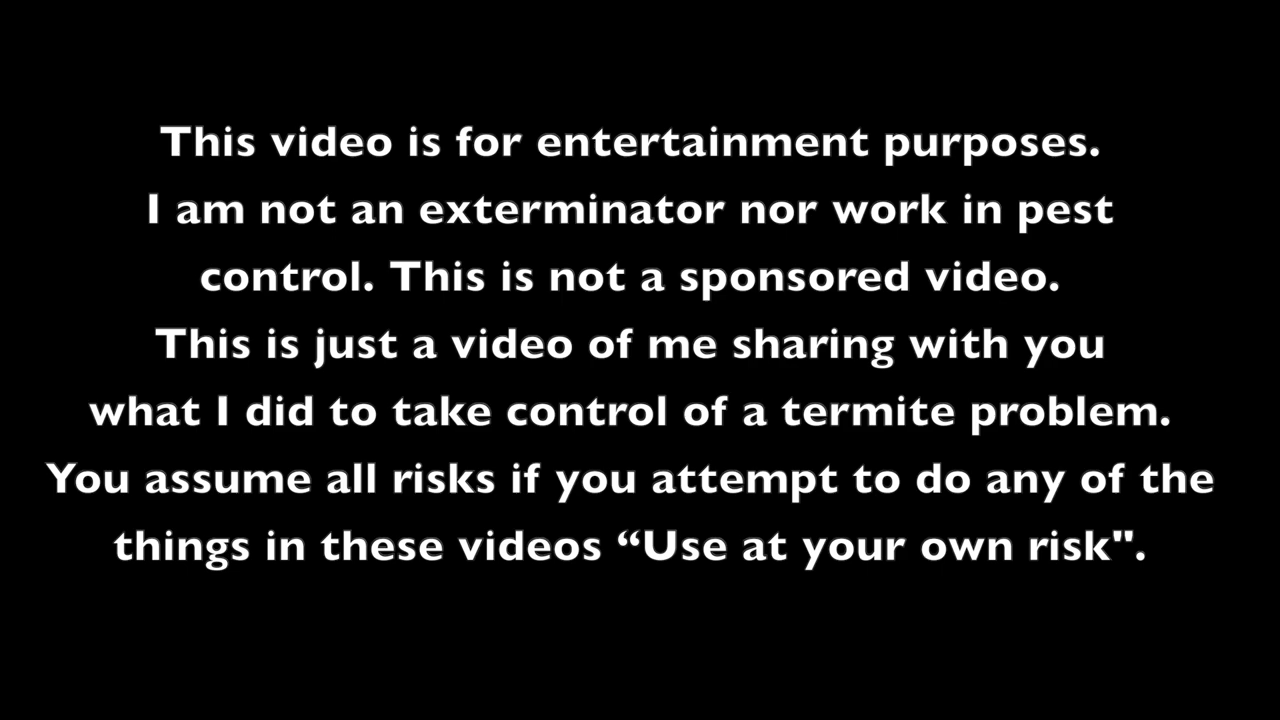 This video is for entertainment purposes.
I am not an exterminator nor work in pest
control. This is not a sponsored video.
This is just a video of me sharing with you
what I did to take control of a termite problem.
You assume all risks if you attempt to do any of the
things in these videos “Use at your own risk".